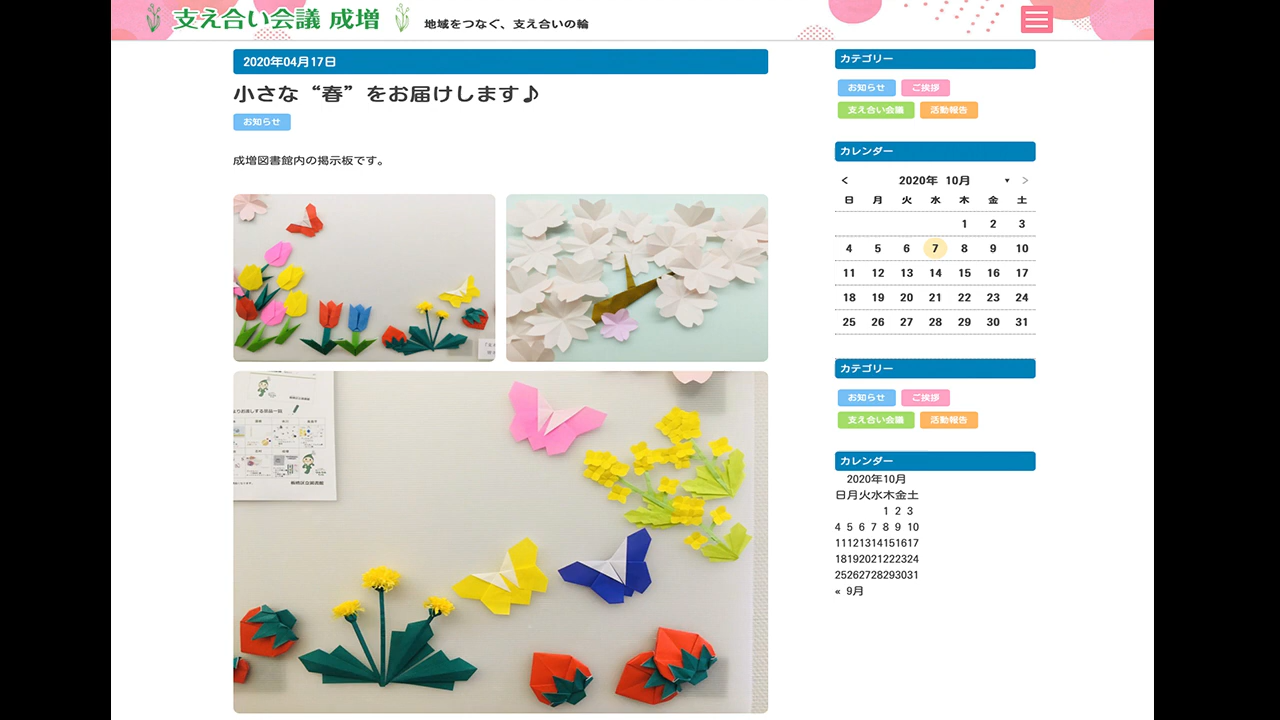 支え合い会議 成増
地域をつなぐ、支え合いの輪
2020年04月17日
小さな“春”をお届けします♪
お知らせ
成増図書館内の掲示板です。
カテゴリー
お知らせ ご挨拶
支え合い会議 活動報告
カレンダー
< 2020年 10月 ▼ >
日 月 火 水 木 金 土
1 2 3
4 5 6 7 8 9 10
11 12 13 14 15 16 17
18 19 20 21 22 23 24
25 26 27 28 29 30 31
カテゴリー
お知らせ ご挨拶
支え合い会議 活動報告
カレンダー
2020年10月
日月火水木金土
1 2 3
4 5 6 7 8 9 10
11121314151617
18192021222324
25262728293031
« 9月